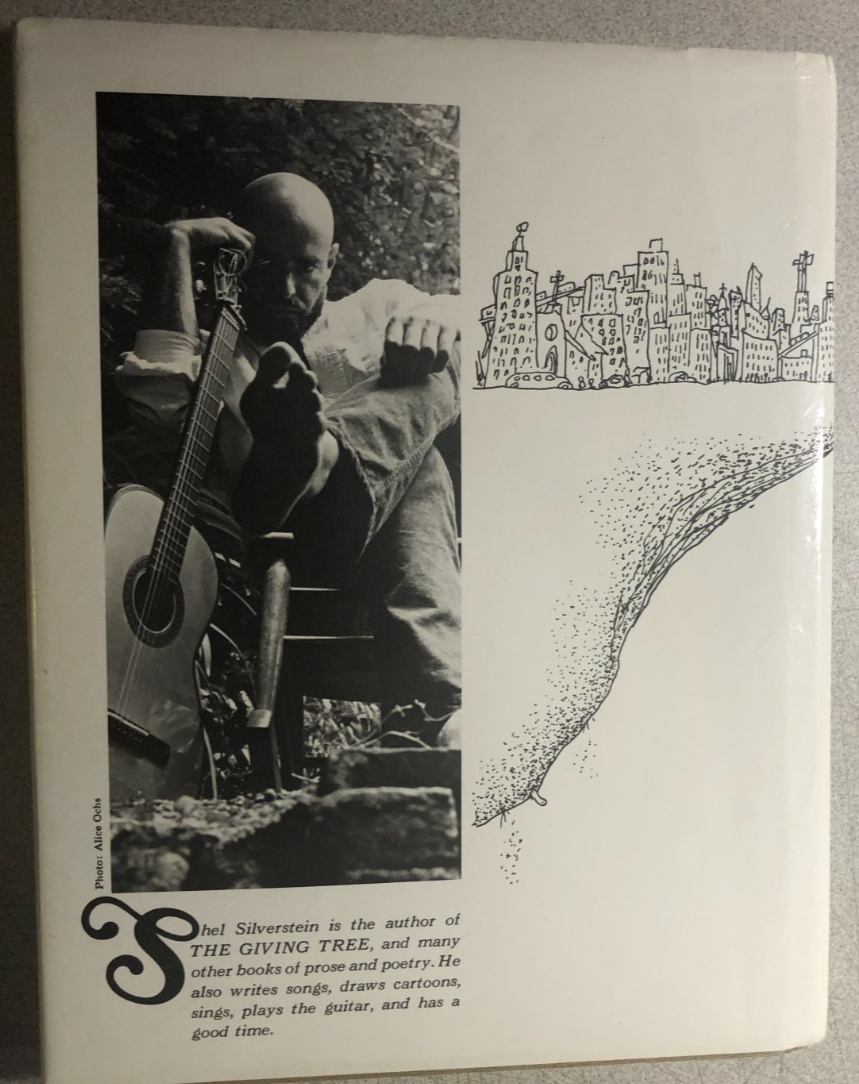 Photo: Alice Ochs
Shel Silverstein is the author of
THE GIVING TREE, and many
other books of prose and poetry. He
also writes songs, draws cartoons,
sings, plays the guitar, and has a
good time.